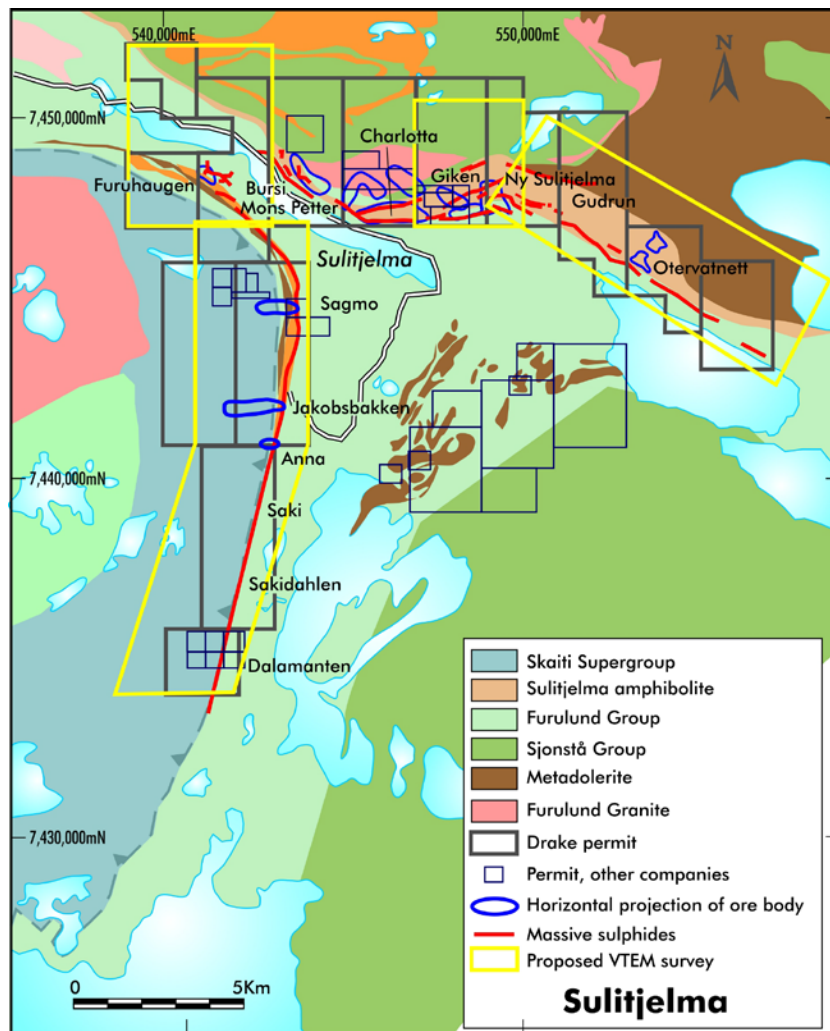 540,000mE
550,000mE
N
7,450,000mN
Charlotta
Furuhaugen
Bursi
Giken
Ny Sulitjelma
Mons Petter
Gudrun
Sulitjelma
Otervatnett
Sagmo
Jakobsbakken
Anna
7,440,000mN
Saki
Sakidahlen
Dalamanten
7,430,000mN
Skaiti Supergroup
Sulitjelma amphibolite
Furulund Group
Sjonstå Group
Metadolerite
Furulund Granite
Drake permit
Permit, other companies
Horizontal projection of ore body
Massive sulphides
Proposed VTEM survey
0
5Km
Sulitjelma